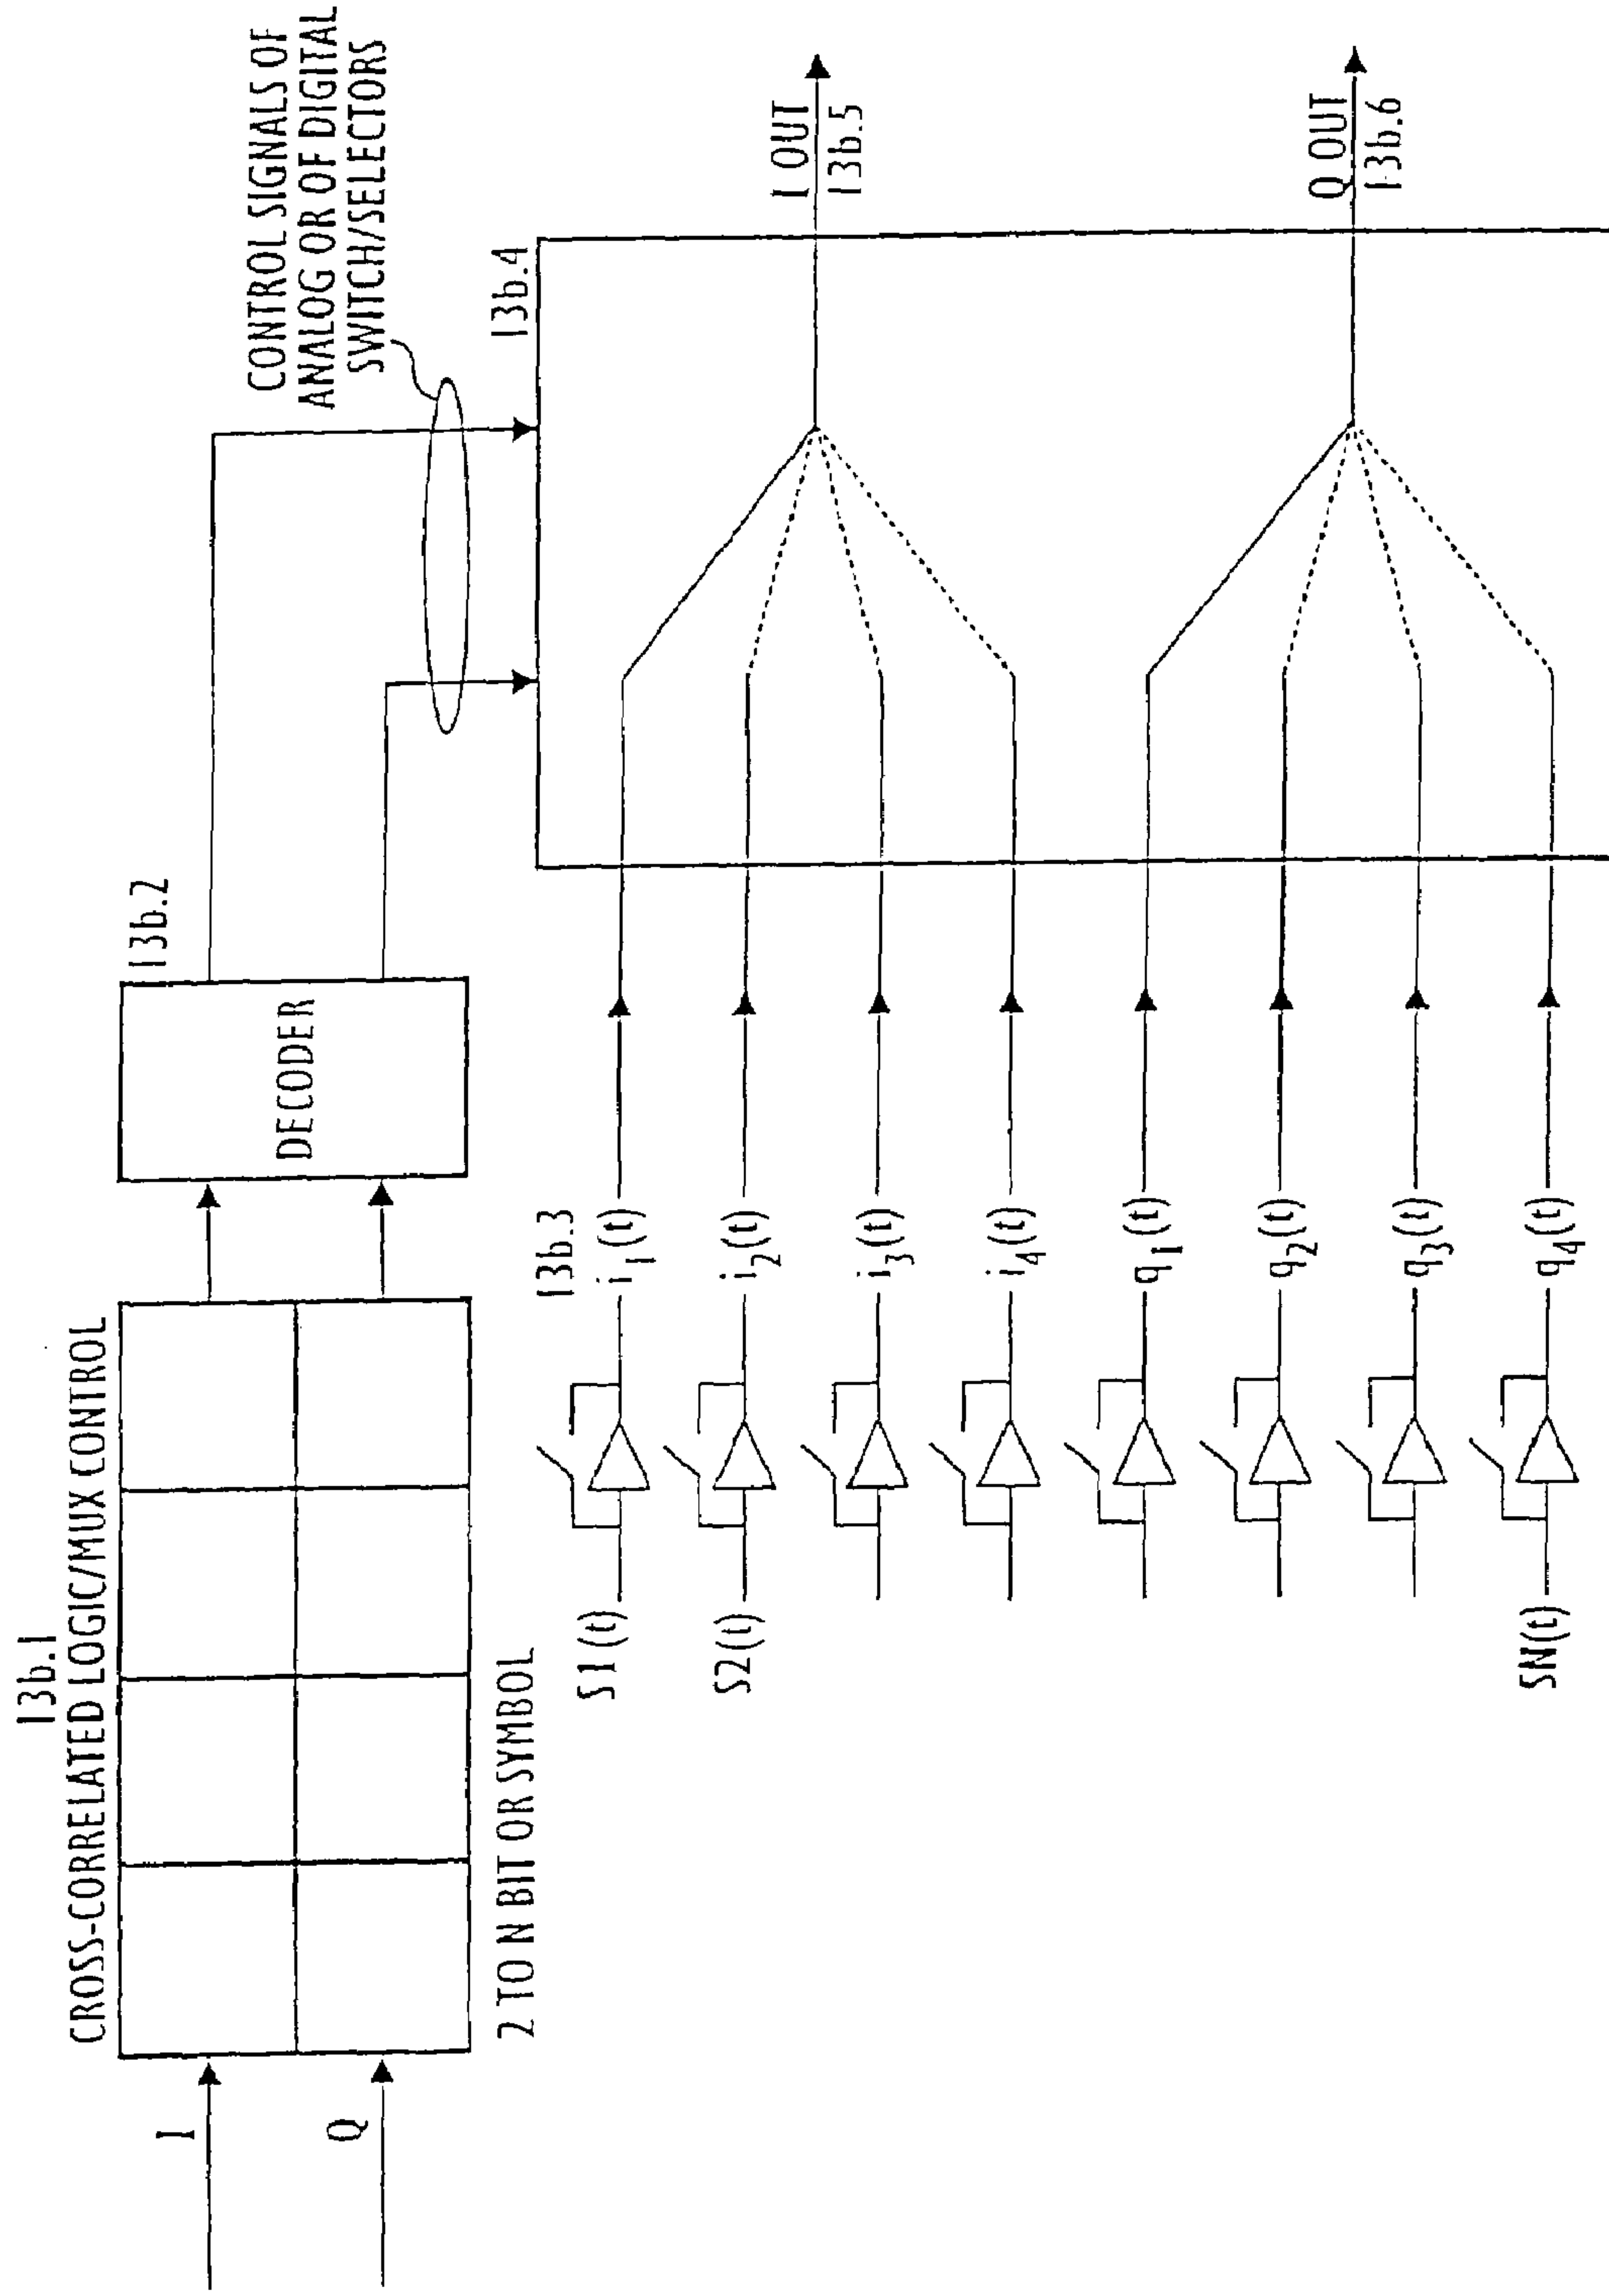 13b.1
CROSS-CORRELATED LOGIC/MUX CONTROL
I
Q
2 TO N BIT OR SYMBOL
13b.2
DECODER
CONTROL SIGNALS OF
ANALOG OR OF DIGITAL
SWITCH/SELECTORS
13b.4
13b.3
S1(t)
i1(t)
S2(t)
i2(t)
i3(t)
i4(t)
q1(t)
q2(t)
q3(t)
SN(t)
q4(t)
I OUT
13b.5
Q OUT
13b.6